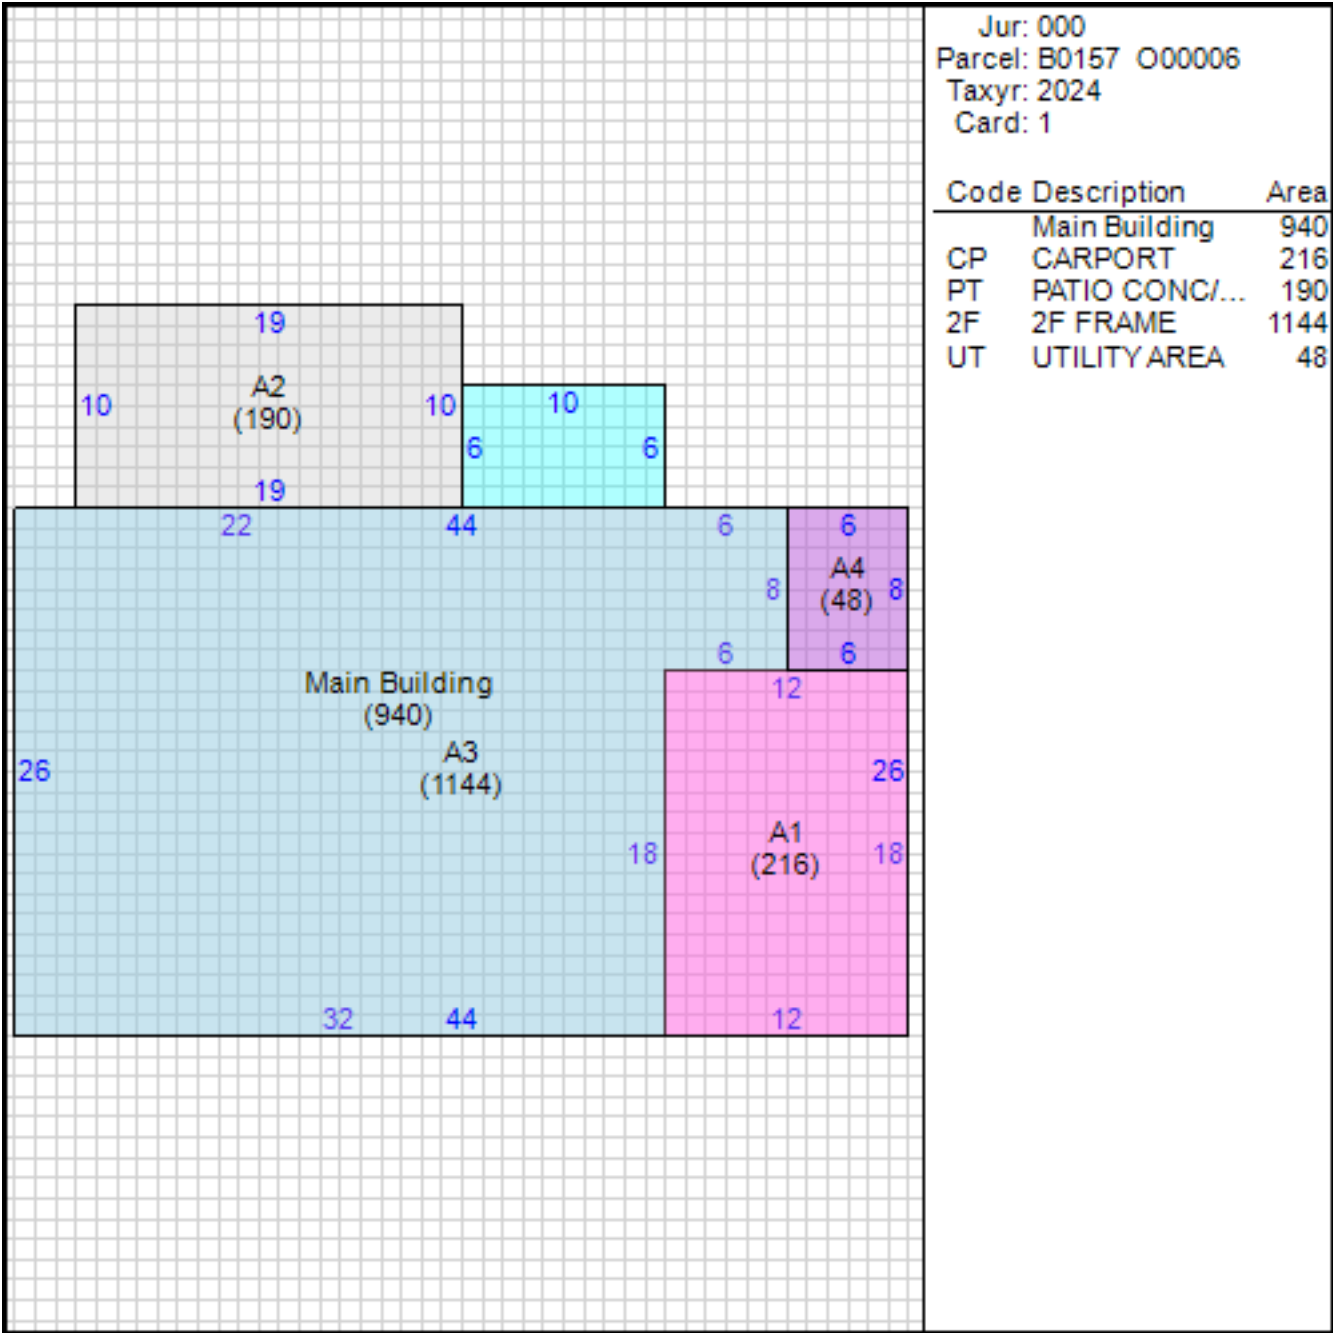 Jur: 000
Parcel: B0157 O00006
Taxyr: 2024
Card: 1
Code Description Area
Main Building 940
CP CARPORT 216
PT PATIO CONC/... 190
2F 2F FRAME 1144
UT UTILITY AREA 48
19
A2
10 (190) 10
19
10
6 6
22 44 6 6
A4
8 (48) 8
6 6
Main Building
(940)
12
A3
(1144)
26 26
A1
18 (216) 18
32 44 12